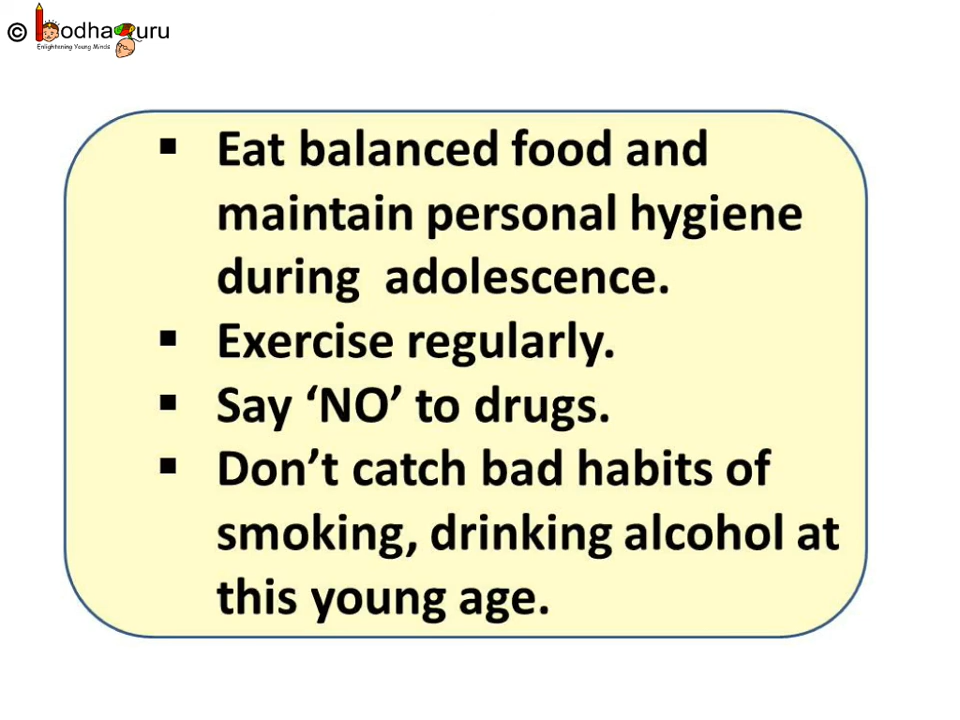 © BodhaGuru
Enlightening Young Minds
▪ Eat balanced food and
maintain personal hygiene
during  adolescence.
▪ Exercise regularly.
▪ Say ‘NO’ to drugs.
▪ Don’t catch bad habits of
smoking, drinking alcohol at
this young age.